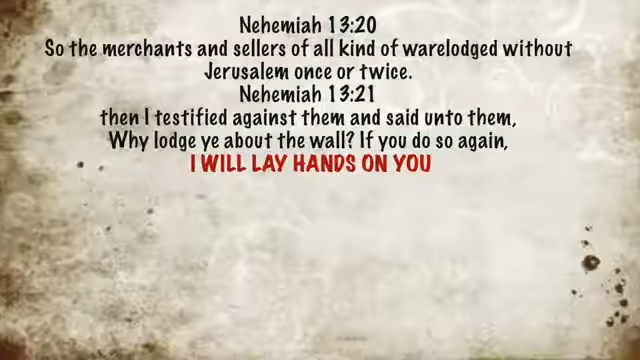 Nehemiah 13:20
So the merchants and sellers of all kind of warelodged without
Jerusalem once or twice.
Nehemiah 13:21
then I testified against them and said unto them,
Why lodge ye about the wall? If you do so again,
I WILL LAY HANDS ON YOU